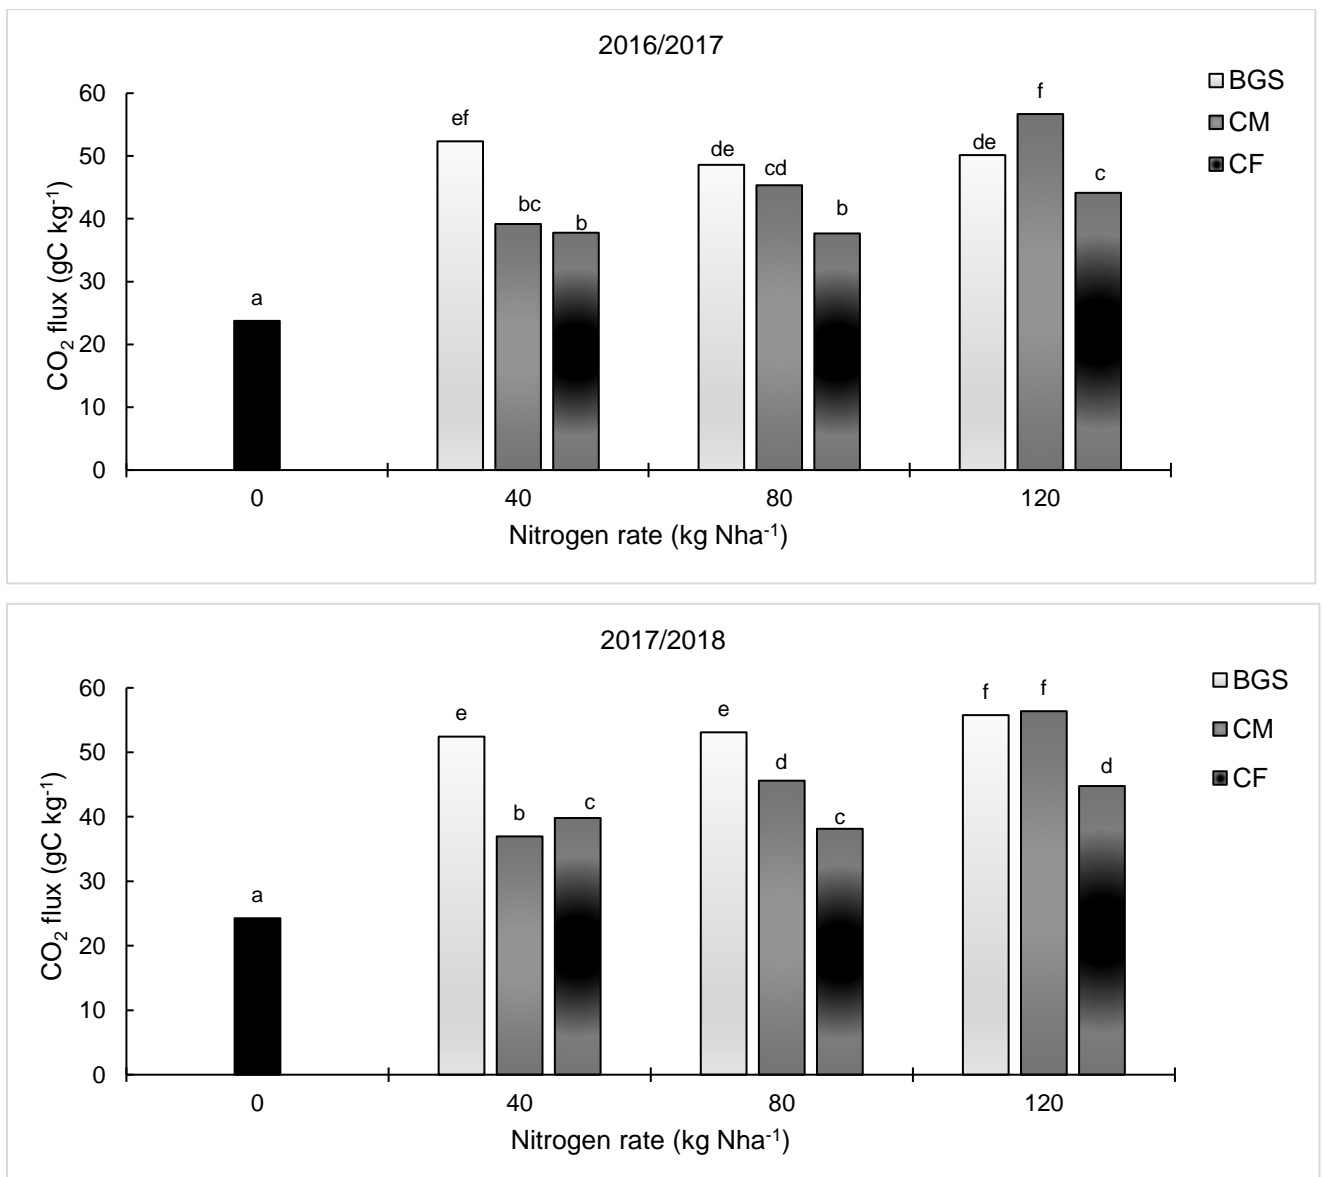 2016/2017
BGS
CM
CF
CO₂ flux (gC kg⁻¹)
60
50
40
30
20
10
0
a
ef
bc
b
de
cd
b
de
f
c
0 40 80 120
Nitrogen rate (kg Nha⁻¹)
2017/2018
BGS
CM
CF
CO₂ flux (gC kg⁻¹)
60
50
40
30
20
10
0
a
e
b
c
e
d
c
f
f
d
0 40 80 120
Nitrogen rate (kg Nha⁻¹)